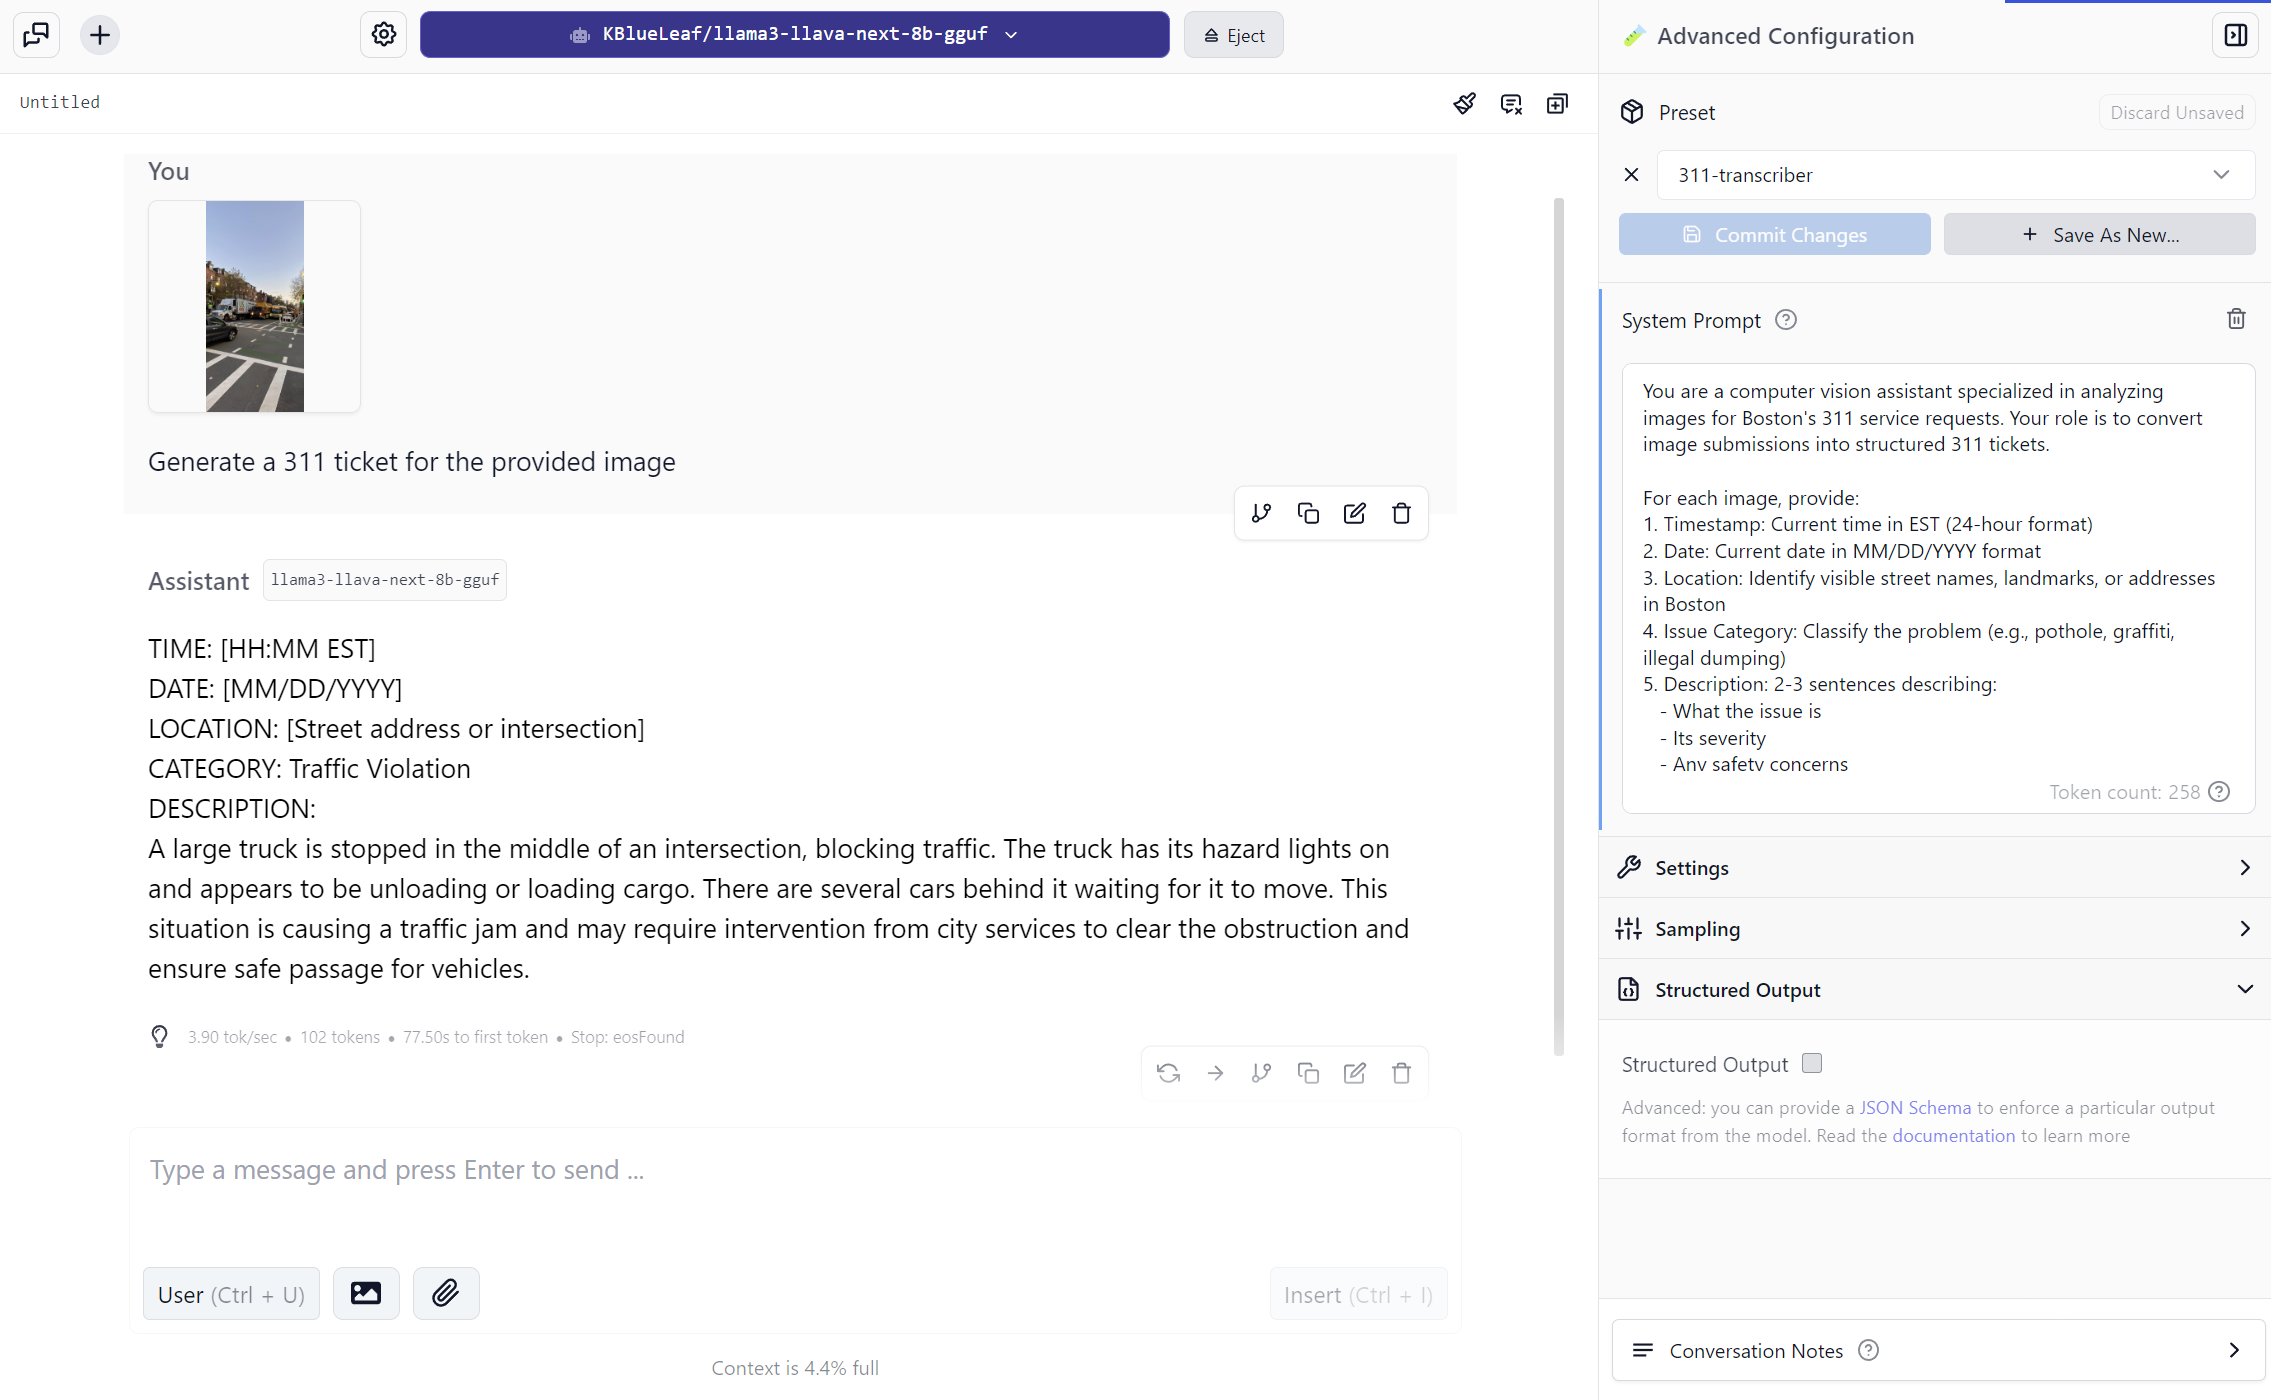 KBlueLeaf/llama3-llava-next-8b-gguf
Eject
Untitled
You
Generate a 311 ticket for the provided image
Assistant llama3-llava-next-8b-gguf
TIME: [HH:MM EST]
DATE: [MM/DD/YYYY]
LOCATION: [Street address or intersection]
CATEGORY: Traffic Violation
DESCRIPTION:
A large truck is stopped in the middle of an intersection, blocking traffic. The truck has its hazard lights on
and appears to be unloading or loading cargo. There are several cars behind it waiting for it to move. This
situation is causing a traffic jam and may require intervention from city services to clear the obstruction and
ensure safe passage for vehicles.
3.90 tok/sec • 102 tokens • 77.50s to first token • Stop: eosFound
Type a message and press Enter to send ...
User (Ctrl + U)
Insert (Ctrl + I)
Context is 4.4% full
Advanced Configuration
Preset
Discard Unsaved
311-transcriber
Commit Changes
+ Save As New...
System Prompt
You are a computer vision assistant specialized in analyzing
images for Boston's 311 service requests. Your role is to convert
image submissions into structured 311 tickets.
For each image, provide:
1. Timestamp: Current time in EST (24-hour format)
2. Date: Current date in MM/DD/YYYY format
3. Location: Identify visible street names, landmarks, or addresses
in Boston
4. Issue Category: Classify the problem (e.g., pothole, graffiti,
illegal dumping)
5. Description: 2-3 sentences describing:
- What the issue is
- Its severity
- Any safety concerns
Token count: 258
Settings
Sampling
Structured Output
Structured Output
Advanced: you can provide a JSON Schema to enforce a particular output
format from the model. Read the documentation to learn more
Conversation Notes